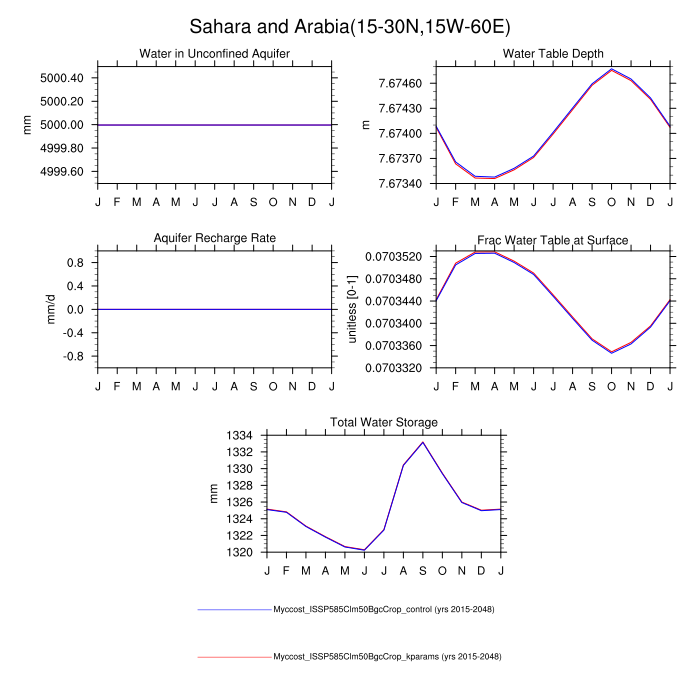 Sahara and Arabia(15-30N,15W-60E)
Water in Unconfined Aquifer
5000.40
5000.20
5000.00
4999.80
4999.60
mm
J F M A M J J A S O N D J
Water Table Depth
7.67460
7.67430
7.67400
7.67370
7.67340
m
J F M A M J J A S O N D J
Aquifer Recharge Rate
0.8
0.4
0.0
-0.4
-0.8
mm/d
J F M A M J J A S O N D J
Frac Water Table at Surface
0.0703520
0.0703480
0.0703440
0.0703400
0.0703360
0.0703320
unitless [0-1]
J F M A M J J A S O N D J
Total Water Storage
1334
1332
1330
1328
1326
1324
1322
1320
mm
J F M A M J J A S O N D J
Myccost_ISSP585Clm50BgcCrop_control (yrs 2015-2048)
Myccost_ISSP585Clm50BgcCrop_kparams (yrs 2015-2048)